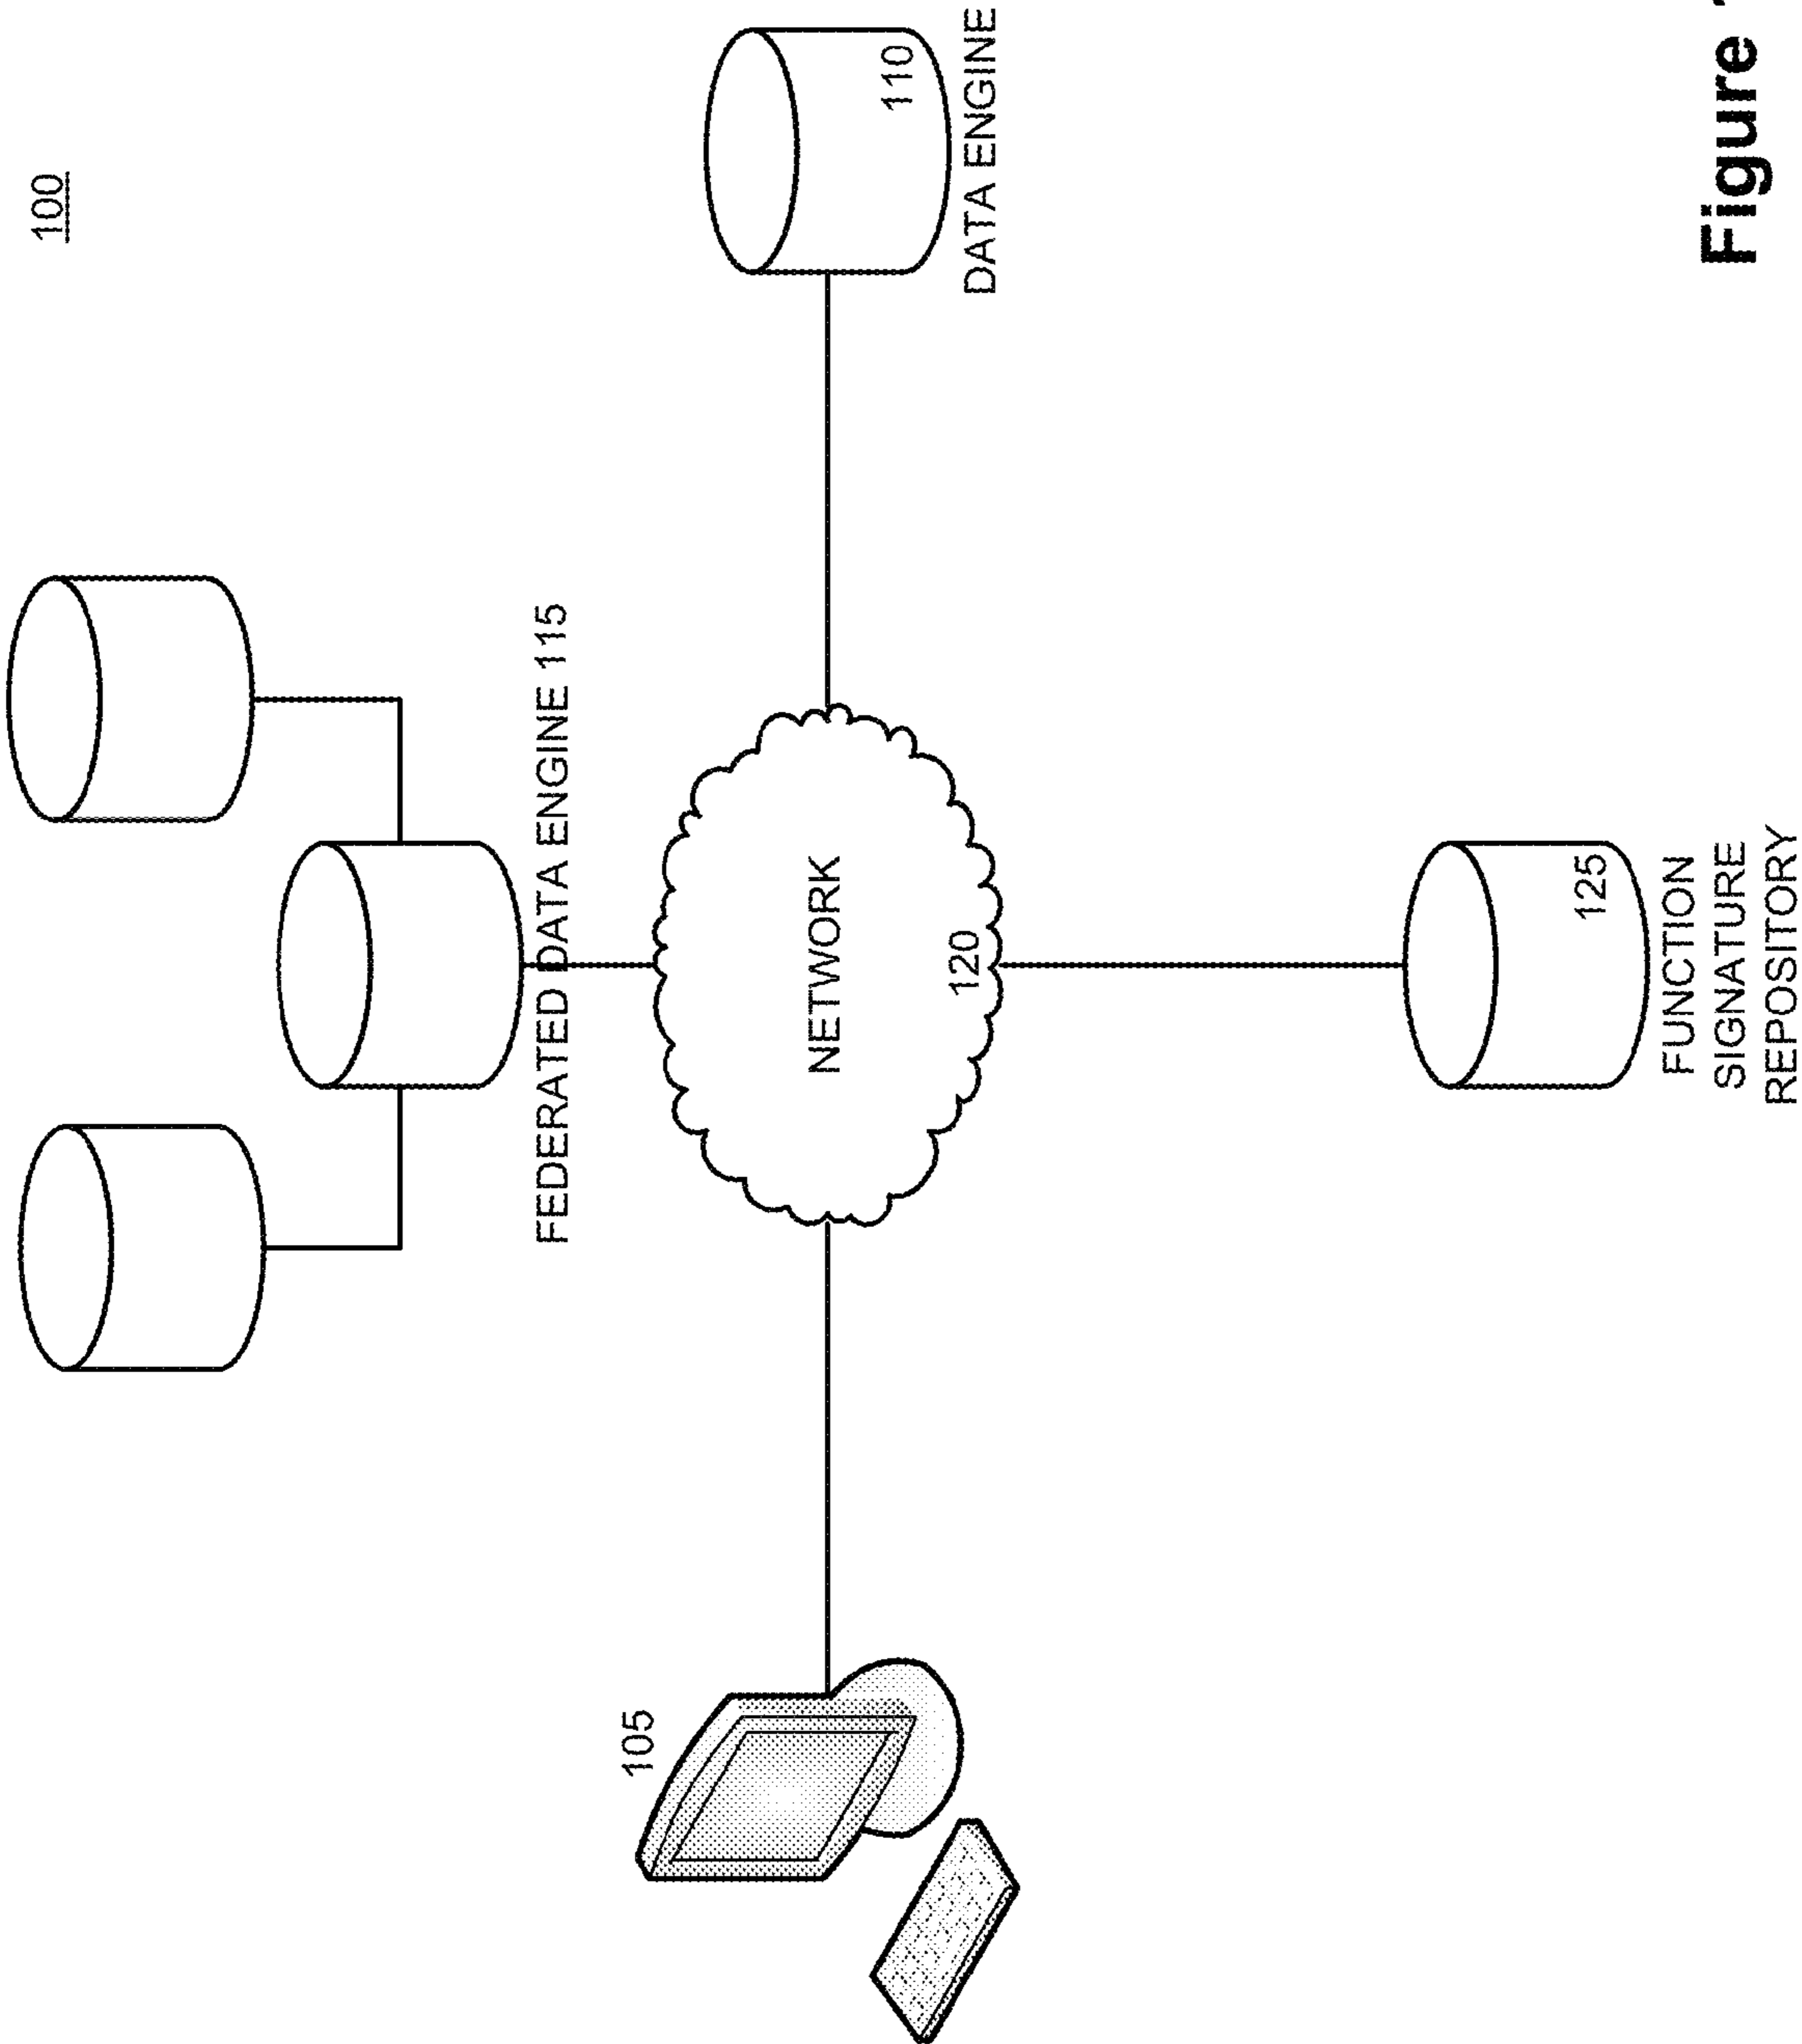 100
FEDERATED DATA ENGINE 115
105
NETWORK
120
110
DATA ENGINE
125
FUNCTION
SIGNATURE
REPOSITORY
Figure